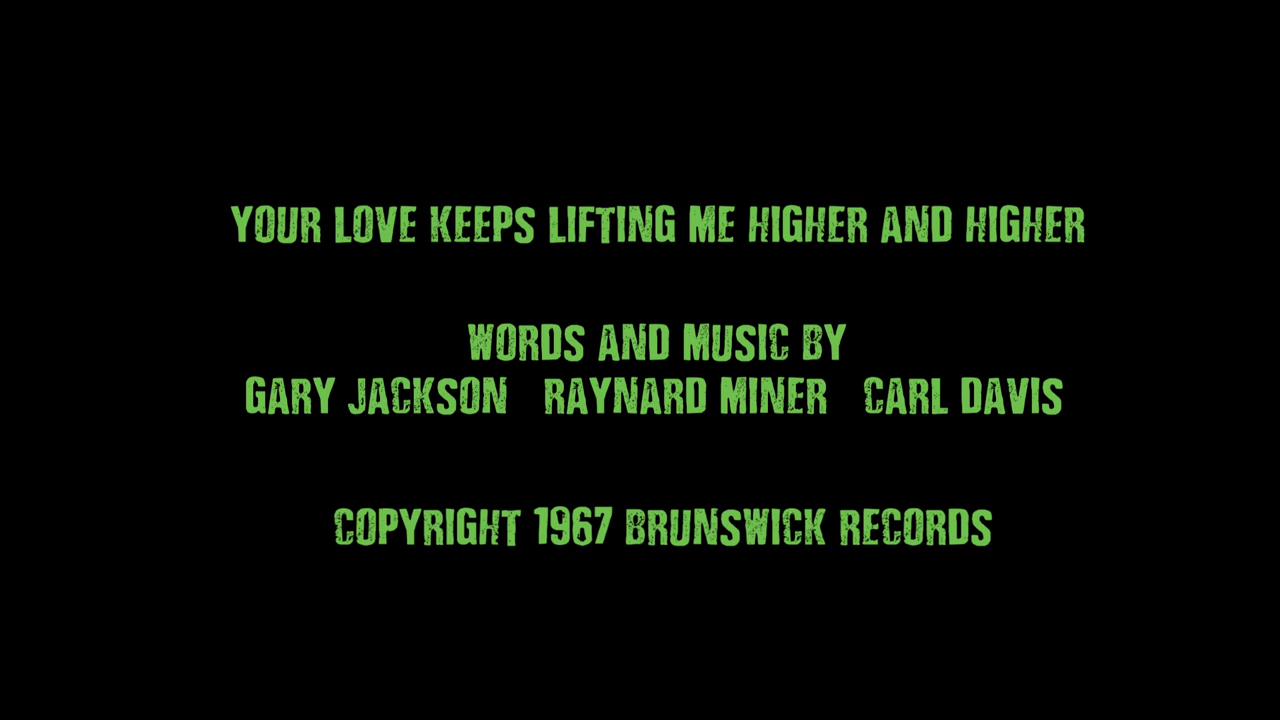 YOUR LOVE KEEPS LIFTING ME HIGHER AND HIGHER
WORDS AND MUSIC BY
GARY JACKSON RAYNARD MINER CARL DAVIS
COPYRIGHT 1967 BRUNSWICK RECORDS